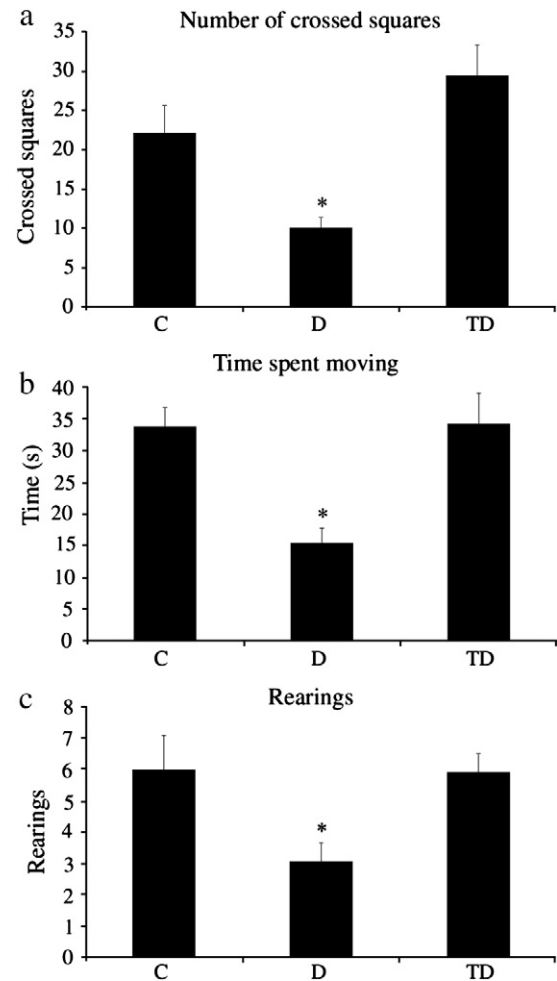 a
Number of crossed squares
Crossed squares
35
30
25
20
15
10
5
0
*
C D TD
b
Time spent moving
Time (s)
40
35
30
25
20
15
10
5
0
*
C D TD
c
Rearings
Rearings
8
7
6
5
4
3
2
1
0
*
C D TD